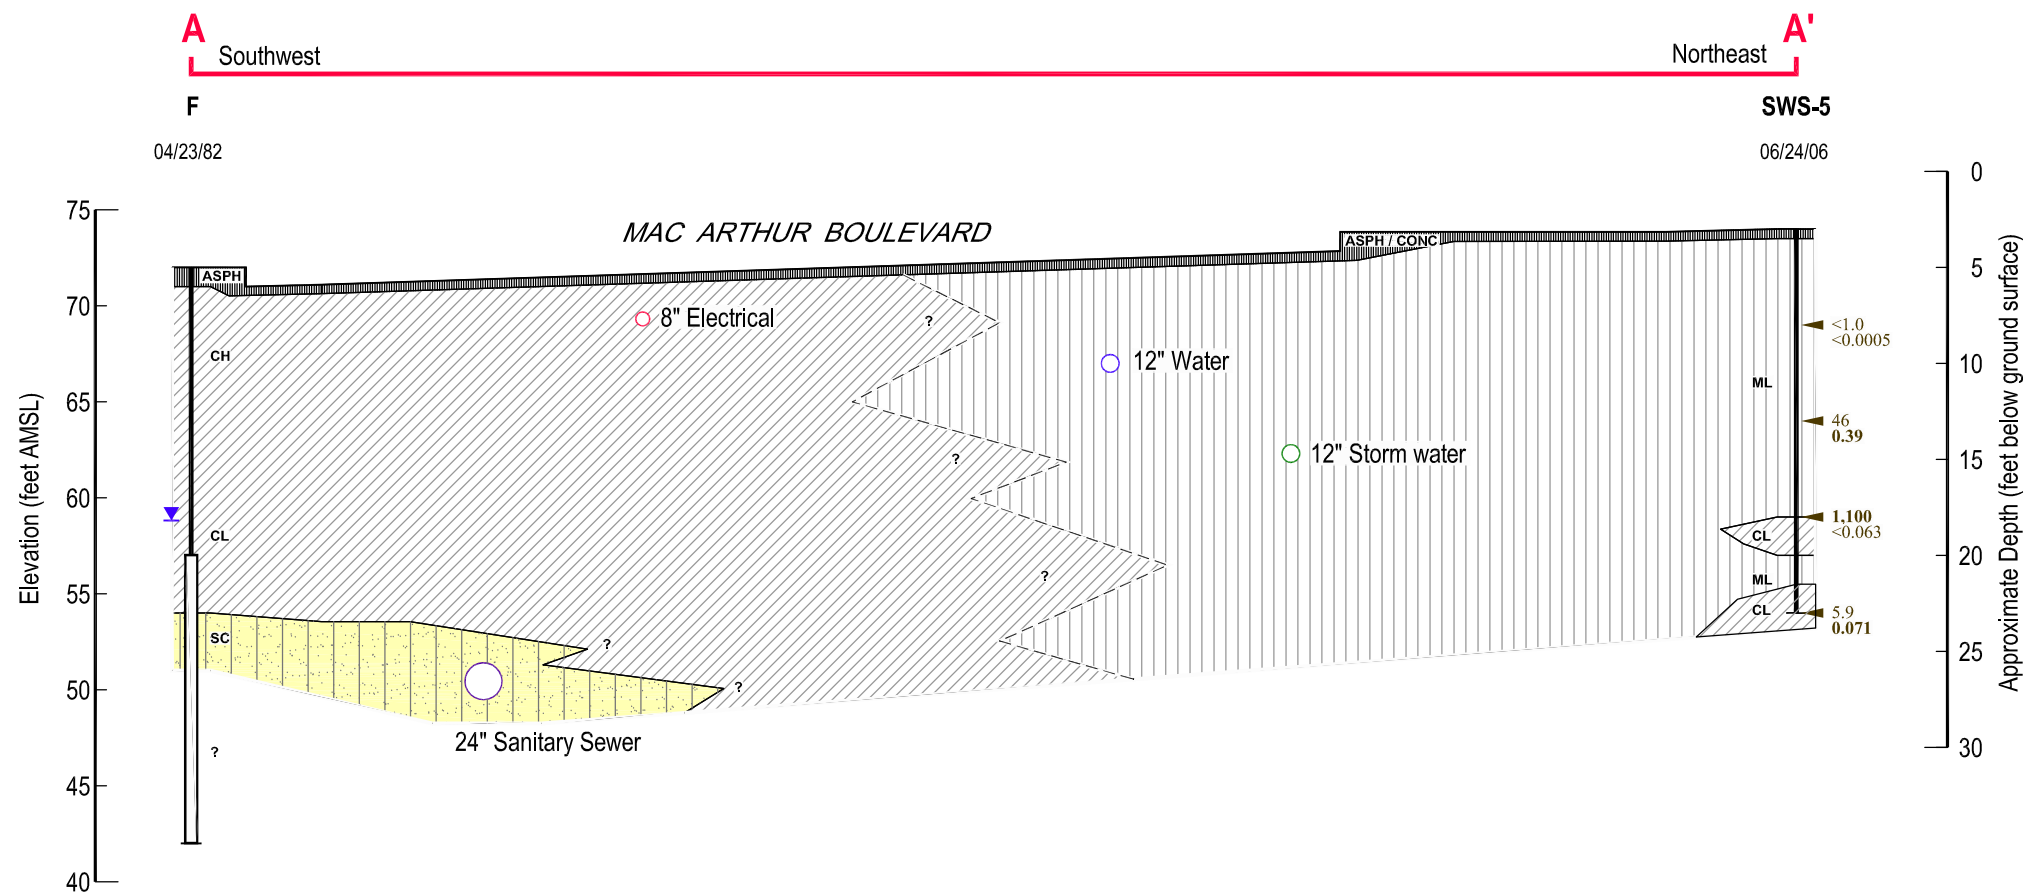 A
A'
Southwest
Northeast
F
SWS-5
04/23/82
06/24/06
0
75
MAC ARTHUR BOULEVARD
ASPH / CONC
ASPH
5
70
8" Electrical
?
<1.0
<0.0005
CH
12" Water
10
ML
65
46
0.39
12" Storm water
?
15
60
1,100
<0.063
CL
CL
20
?
ML
55
CL
5.9
0.071
SC
?
25
50
?
24" Sanitary Sewer
?
30
45
40
Elevation (feet AMSL)
Approximate Depth (feet below ground surface)